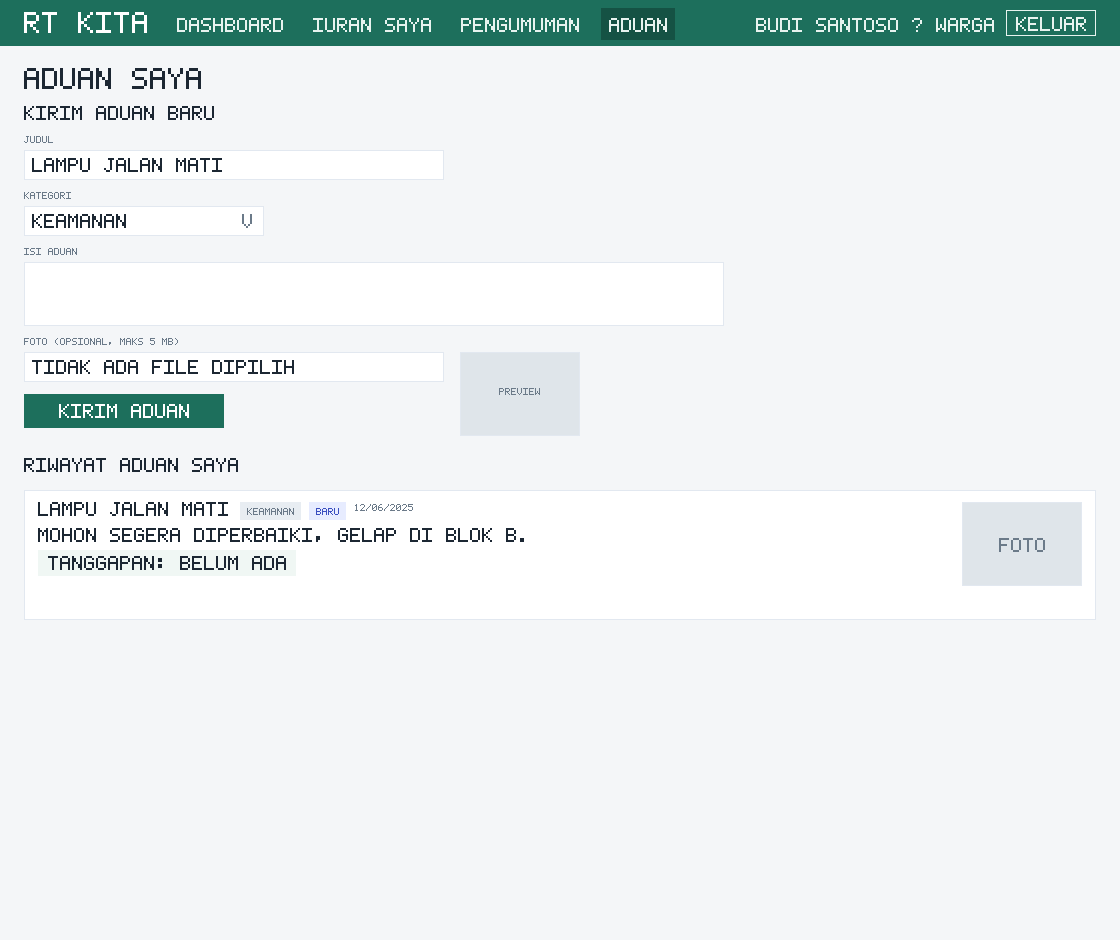 RT KITA DASHBOARD IURAN SAYA PENGUMUMAN ADUAN BUDI SANTOSO ? WARGA KELUAR
ADUAN SAYA
KIRIM ADUAN BARU
JUDUL
LAMPU JALAN MATI
KATEGORI
KEAMANAN V
ISI ADUAN
FOTO (OPSIONAL, MAKS 5 MB)
TIDAK ADA FILE DIPILIH
PREVIEW
KIRIM ADUAN
RIWAYAT ADUAN SAYA
LAMPU JALAN MATI KEAMANAN BARU 12/06/2025
MOHON SEGERA DIPERBAIKI, GELAP DI BLOK B.
FOTO
TANGGAPAN: BELUM ADA